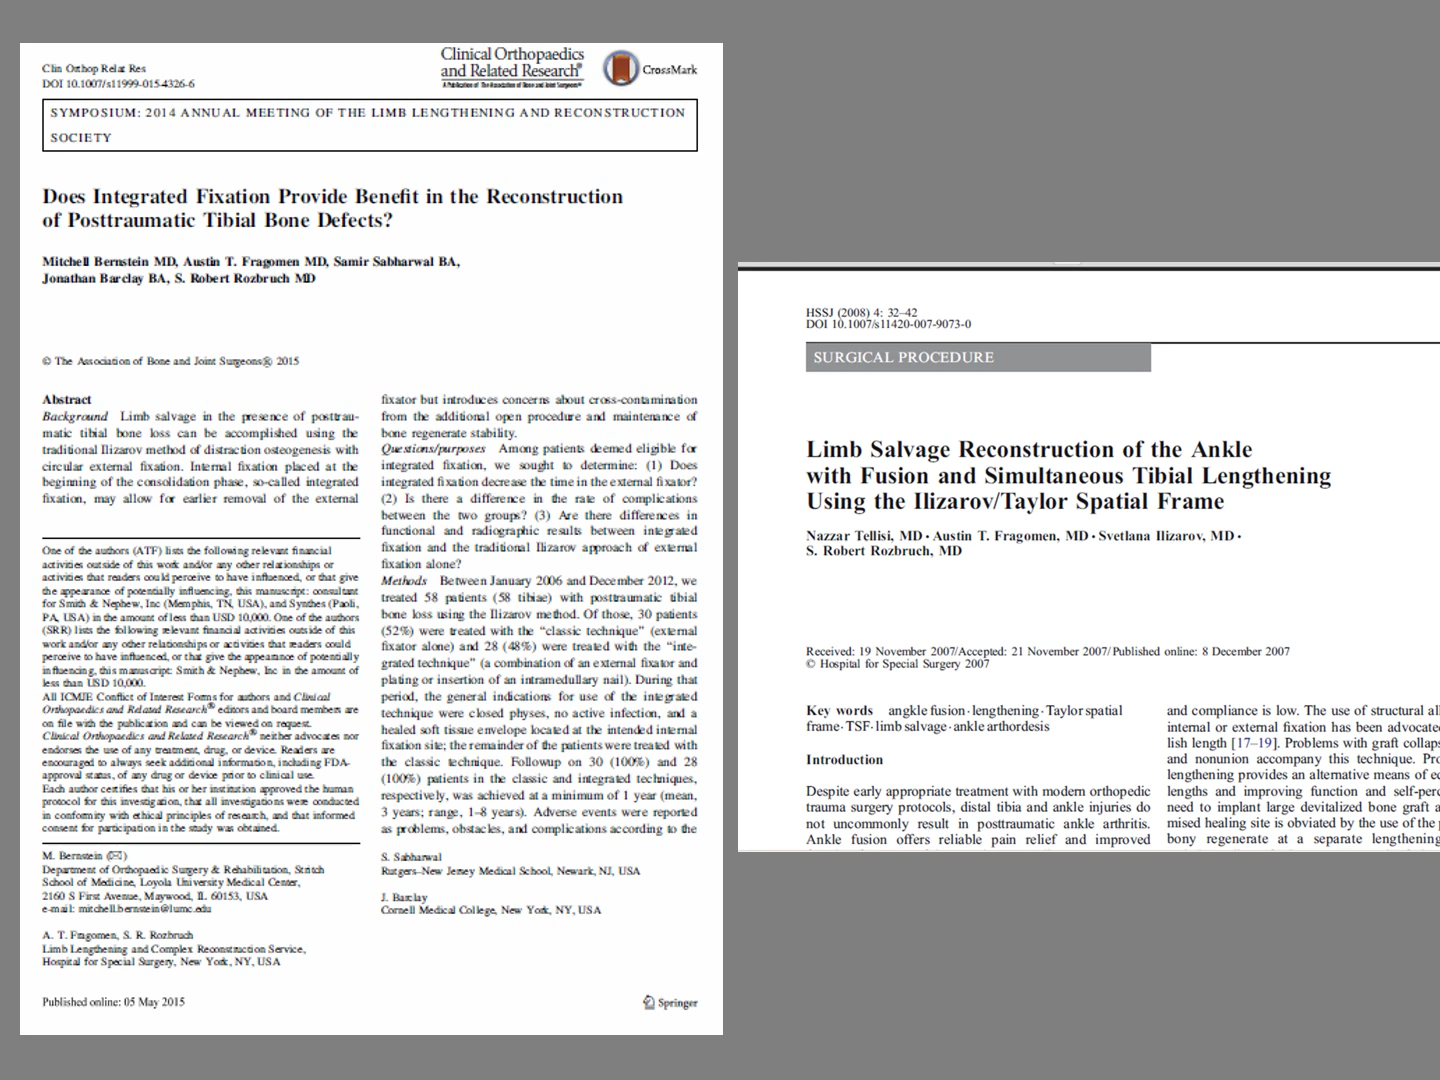 Clin Orthop Relat Res
DOI 10.1007/s11999-015-4326-6
Clinical Orthopaedics
and Related Research®
A Publication of The Association of Bone and Joint Surgeons®
CrossMark
SYMPOSIUM: 2014 ANNUAL MEETING OF THE LIMB LENGTHENING AND RECONSTRUCTION
SOCIETY
Does Integrated Fixation Provide Benefit in the Reconstruction
of Posttraumatic Tibial Bone Defects?
Mitchell Bernstein MD, Austin T. Fragomen MD, Samir Sabharwal BA,
Jonathan Barclay BA, S. Robert Rozbruch MD
© The Association of Bone and Joint Surgeons® 2015
Abstract
Background Limb salvage in the presence of posttrau-
matic tibial bone loss can be accomplished using the
traditional Ilizarov method of distraction osteogenesis with
circular external fixation. Internal fixation placed at the
beginning of the consolidation phase, so-called integrated
fixation, may allow for earlier removal of the external
One of the authors (ATF) lists the following relevant financial
activities outside of this work and/or any other relationships or
activities that readers could perceive to have influenced, or that give
the appearance of potentially influencing, this manuscript: consultant
for Smith & Nephew, Inc (Memphis, TN, USA), and Synthes (Paoli,
PA, USA) in the amount of less than USD 10,000. One of the authors
(SRR) lists the following relevant financial activities outside of this
work and/or any other relationships or activities that readers could
perceive to have influenced, or that give the appearance of potentially
influencing, this manuscript: Smith & Nephew, Inc in the amount of
less than USD 10,000.
All ICMJE Conflict of Interest Forms for authors and Clinical
Orthopaedics and Related Research® editors and board members are
on file with the publication and can be viewed on request.
Clinical Orthopaedics and Related Research® neither advocates nor
endorses the use of any treatment, drug, or device. Readers are
encouraged to always seek additional information, including FDA-
approval status, of any drug or device prior to clinical use.
Each author certifies that his or her institution approved the human
protocol for this investigation, that all investigations were conducted
in conformity with ethical principles of research, and that informed
consent for participation in the study was obtained.
M. Bernstein (✉)
Department of Orthopaedic Surgery & Rehabilitation, Stritch
School of Medicine, Loyola University Medical Center,
2160 S First Avenue, Maywood, IL 60153, USA
e-mail: mitchell.bernstein@lumc.edu
A. T. Fragomen, S. R. Rozbruch
Limb Lengthening and Complex Reconstruction Service,
Hospital for Special Surgery, New York, NY, USA
fixator but introduces concerns about cross-contamination
from the additional open procedure and maintenance of
bone regenerate stability.
Questions/purposes Among patients deemed eligible for
integrated fixation, we sought to determine: (1) Does
integrated fixation decrease the time in the external fixator?
(2) Is there a difference in the rate of complications
between the two groups? (3) Are there differences in
functional and radiographic results between integrated
fixation and the traditional Ilizarov approach of external
fixation alone?
Methods Between January 2006 and December 2012, we
treated 58 patients (58 tibiae) with posttraumatic tibial
bone loss using the Ilizarov method. Of those, 30 patients
(52%) were treated with the “classic technique” (external
fixator alone) and 28 (48%) were treated with the “inte-
grated technique” (a combination of an external fixator and
plating or insertion of an intramedullary nail). During that
period, the general indications for use of the integrated
technique were closed physes, no active infection, and a
healed soft tissue envelope located at the intended internal
fixation site; the remainder of the patients were treated with
the classic technique. Followup on 30 (100%) and 28
(100%) patients in the classic and integrated techniques,
respectively, was achieved at a minimum of 1 year (mean,
3 years; range, 1–8 years). Adverse events were reported
as problems, obstacles, and complications according to the
S. Sabharwal
Rutgers–New Jersey Medical School, Newark, NJ, USA
J. Barclay
Cornell Medical College, New York, NY, USA
Published online: 05 May 2015
Springer
HSSJ (2008) 4: 32–42
DOI 10.1007/s11420-007-9073-0
SURGICAL PROCEDURE
Limb Salvage Reconstruction of the Ankle
with Fusion and Simultaneous Tibial Lengthening
Using the Ilizarov/Taylor Spatial Frame
Nazzar Tellisi, MD · Austin T. Fragomen, MD · Svetlana Ilizarov, MD ·
S. Robert Rozbruch, MD
Received: 19 November 2007/Accepted: 21 November 2007/Published online: 8 December 2007
© Hospital for Special Surgery 2007
Key words angkle fusion · lengthening · Taylor spatial
frame · TSF · limb salvage · ankle arthordesis
Introduction
Despite early appropriate treatment with modern orthopedic
trauma surgery protocols, distal tibia and ankle injuries do
not uncommonly result in posttraumatic ankle arthritis.
Ankle fusion offers reliable pain relief and improved
and compliance is low. The use of structural
internal or external fixation has been advocate
lish length [17–19]. Problems with graft collaps
and nonunion accompany this technique.
lengthening provides an alternative means of
lengths and improving function and
need to implant large devitalized bone graft a
mised healing site is obviated by the use of the
bony regenerate at a separate lengthening